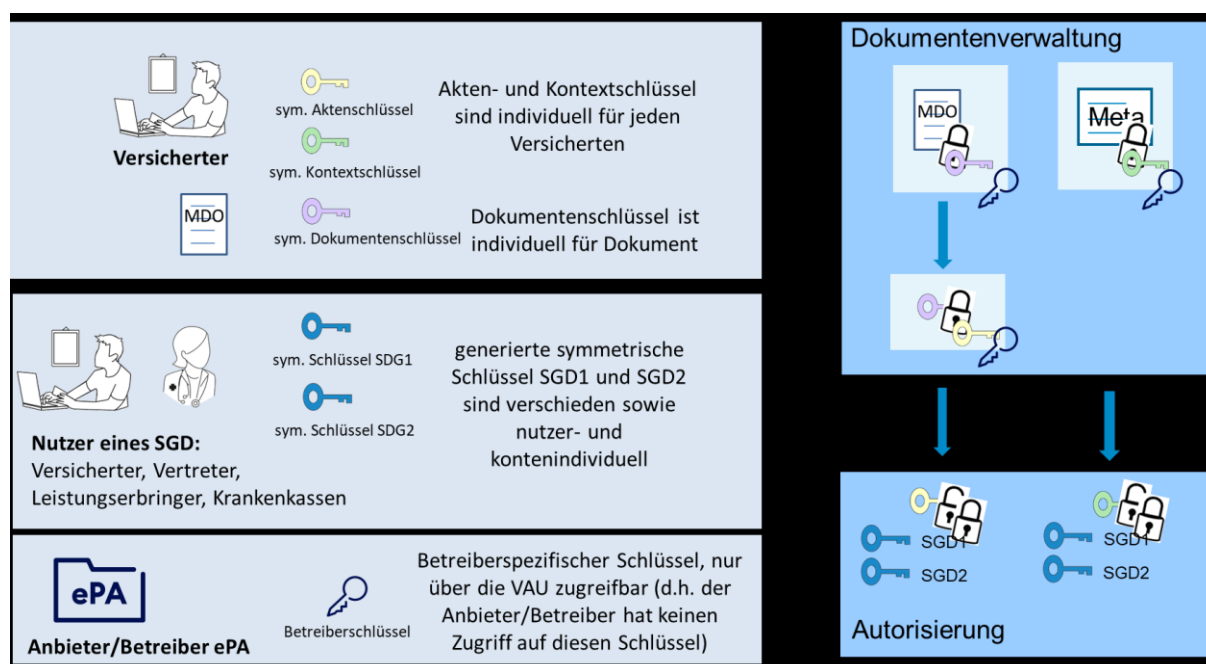 sym. Aktenschlüssel
Akten- und Kontextschlüssel
sind individuell für jeden
Versicherten
Versicherter
sym. Kontextschlüssel
MDO
sym. Dokumentenschlüssel
Dokumentenschlüssel ist
individuell für Dokument
sym. Schlüssel SDG1
sym. Schlüssel SDG2
generierte symmetrische
Schlüssel SGD1 und SGD2
sind verschieden sowie
nutzer- und
kontenindividuell
Nutzer eines SGD:
Versicherter, Vertreter,
Leistungserbringer, Krankenkassen
ePA
Anbieter/Betreiber ePA
Betreiberschlüssel
Betreiberspezifischer Schlüssel, nur
über die VAU zugreifbar (d.h. der
Anbieter/Betreiber hat keinen
Zugriff auf diesen Schlüssel)
Dokumentenverwaltung
MDO
Meta
SGD1
SGD2
SGD1
SGD2
Autorisierung